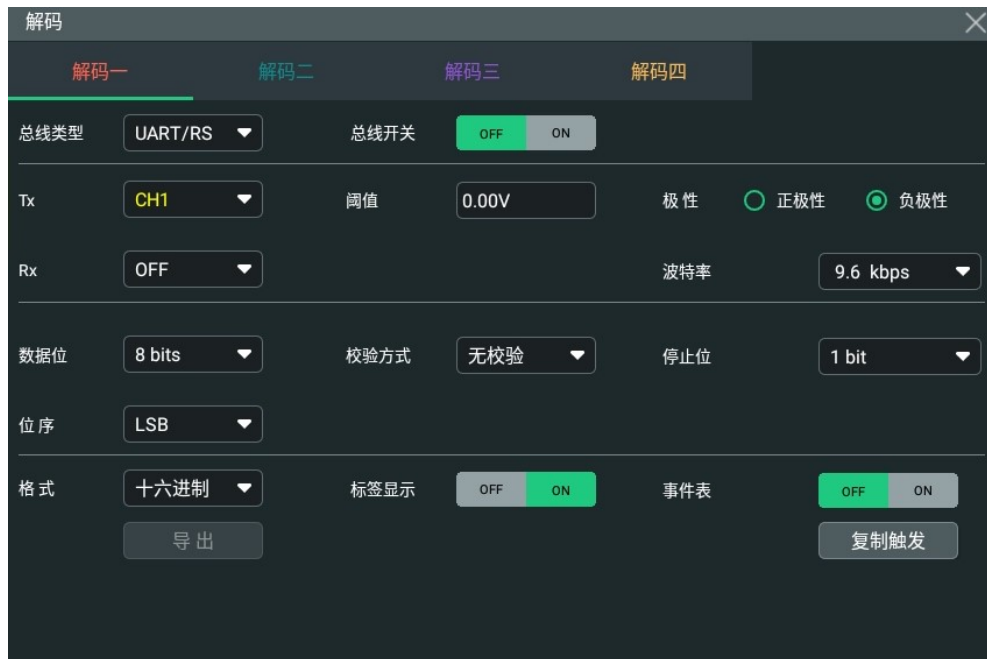 解码
解码一 解码二 解码三 解码四
总线类型 UART/RS 总线开关 OFF ON
Tx CH1 阈值 0.00V 极性 正极性 负极性
Rx OFF 波特率 9.6 kbps
数据位 8 bits 校验方式 无校验 停止位 1 bit
位序 LSB
格式 十六进制 标签显示 OFF ON 事件表 OFF ON
导出 复制触发